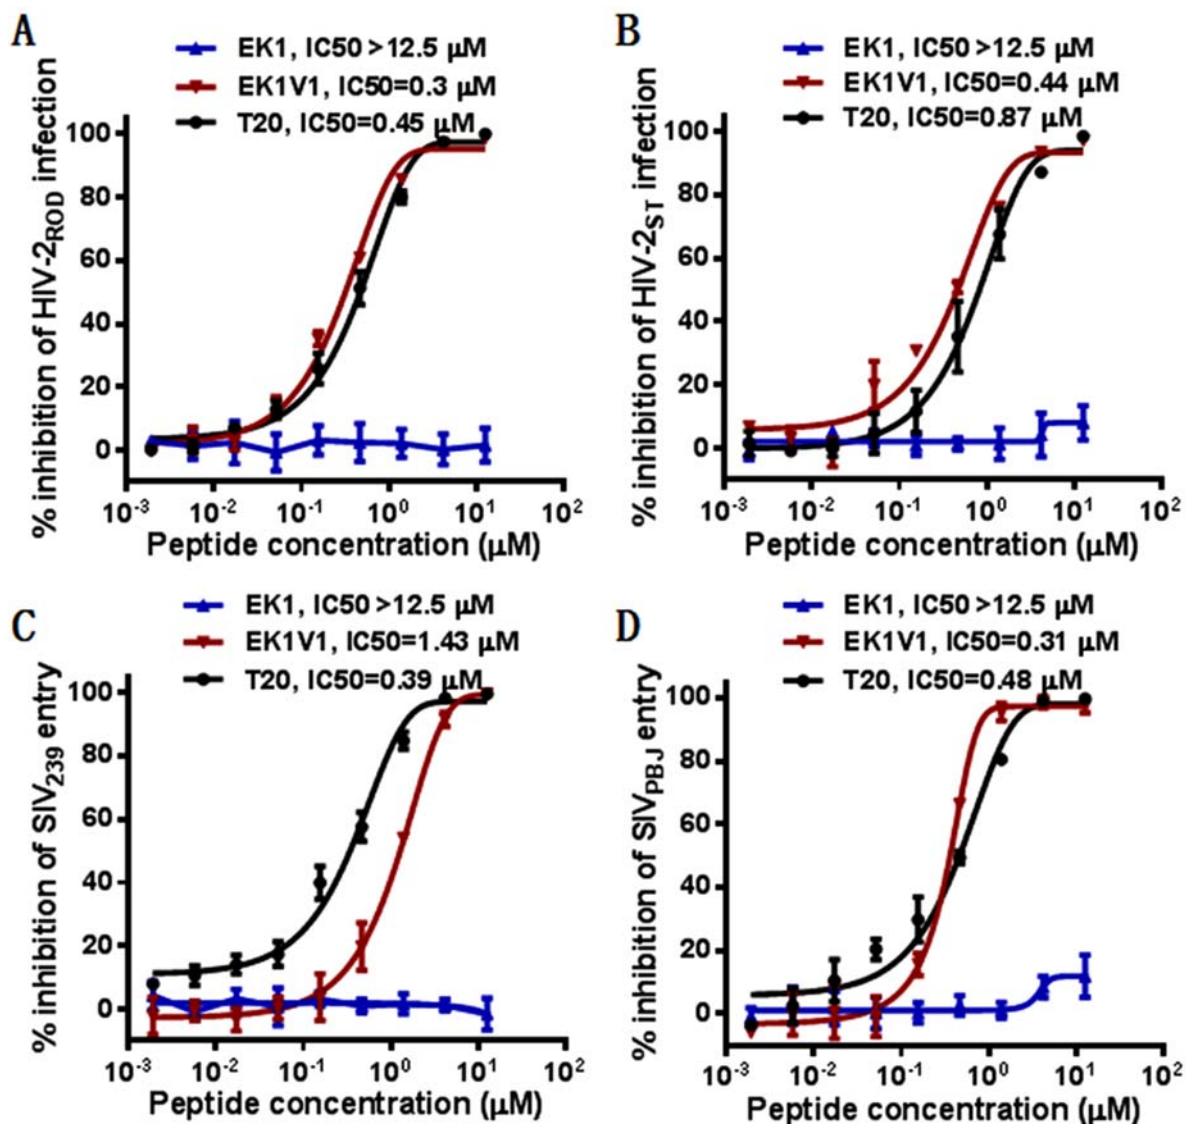 A
EK1, IC50 >12.5 μM
EK1V1, IC50=0.3 μM
T20, IC50=0.45 μM
% inhibition of HIV-2ROD infection
100
80
60
40
20
0
10-3 10-2 10-1 100 101 102
Peptide concentration (μM)
B
EK1, IC50 >12.5 μM
EK1V1, IC50=0.44 μM
T20, IC50=0.87 μM
% inhibition of HIV-2ST infection
100
80
60
40
20
0
10-3 10-2 10-1 100 101 102
Peptide concentration (μM)
C
EK1, IC50 >12.5 μM
EK1V1, IC50=1.43 μM
T20, IC50=0.39 μM
% inhibition of SIV239 entry
100
80
60
40
20
0
10-3 10-2 10-1 100 101 102
Peptide concentration (μM)
D
EK1, IC50 >12.5 μM
EK1V1, IC50=0.31 μM
T20, IC50=0.48 μM
% inhibition of SIVPBJ entry
100
80
60
40
20
0
10-3 10-2 10-1 100 101 102
Peptide concentration (μM)